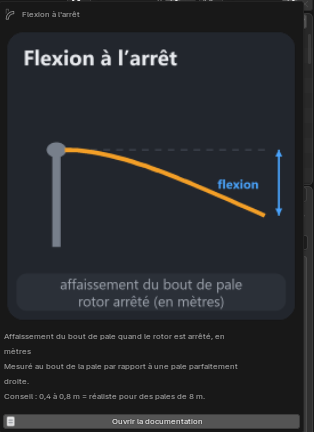 Flexion à l'arrêt
Flexion à l'arrêt
flexion
affaissement du bout de pale
rotor arrêté (en mètres)
Affaissement du bout de pale quand le rotor est arrêté, en
mètres
Mesuré au bout de la pale par rapport à une pale parfaitement
droite.
Conseil : 0,4 à 0,8 m = réaliste pour des pales de 8 m.
Ouvrir la documentation